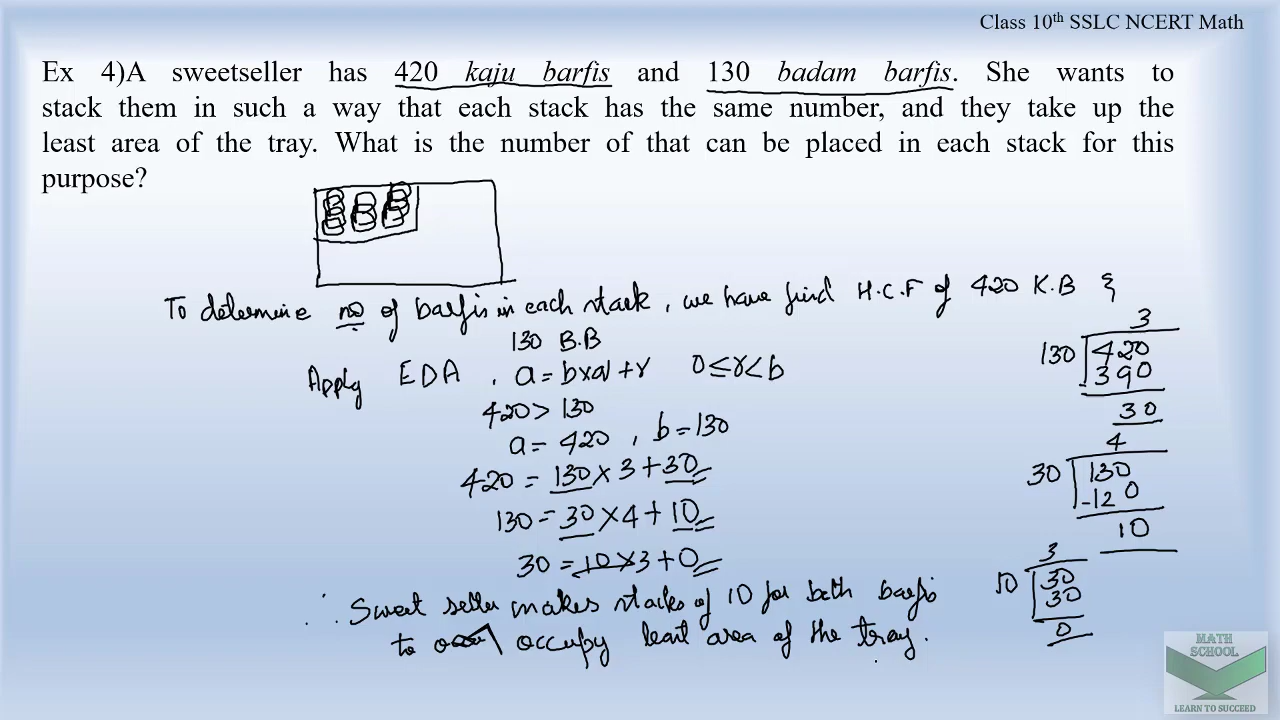 Class 10th SSLC NCERT Math
Ex 4)A sweetseller has 420 kaju barfis and 130 badam barfis. She wants to
stack them in such a way that each stack has the same number, and they take up the
least area of the tray. What is the number of that can be placed in each stack for this
purpose?
To determine no of barfis in each stack, we have find H.C.F of 420 K.B &
130 B.B
Apply EDA, a = b×q + r 0≤r<b
420 > 130
a = 420, b = 130
420 = 130 × 3 + 30
130 = 30 × 4 + 10
30 = 10 × 3 + 0
∴ Sweet seller makes stacks of 10 for both barfis
to occupy least area of the tray.
3
130 420
- 390
30
4
30 130
-120
10
3
10 30
30
0
MATH
SCHOOL
LEARN TO SUCCEED